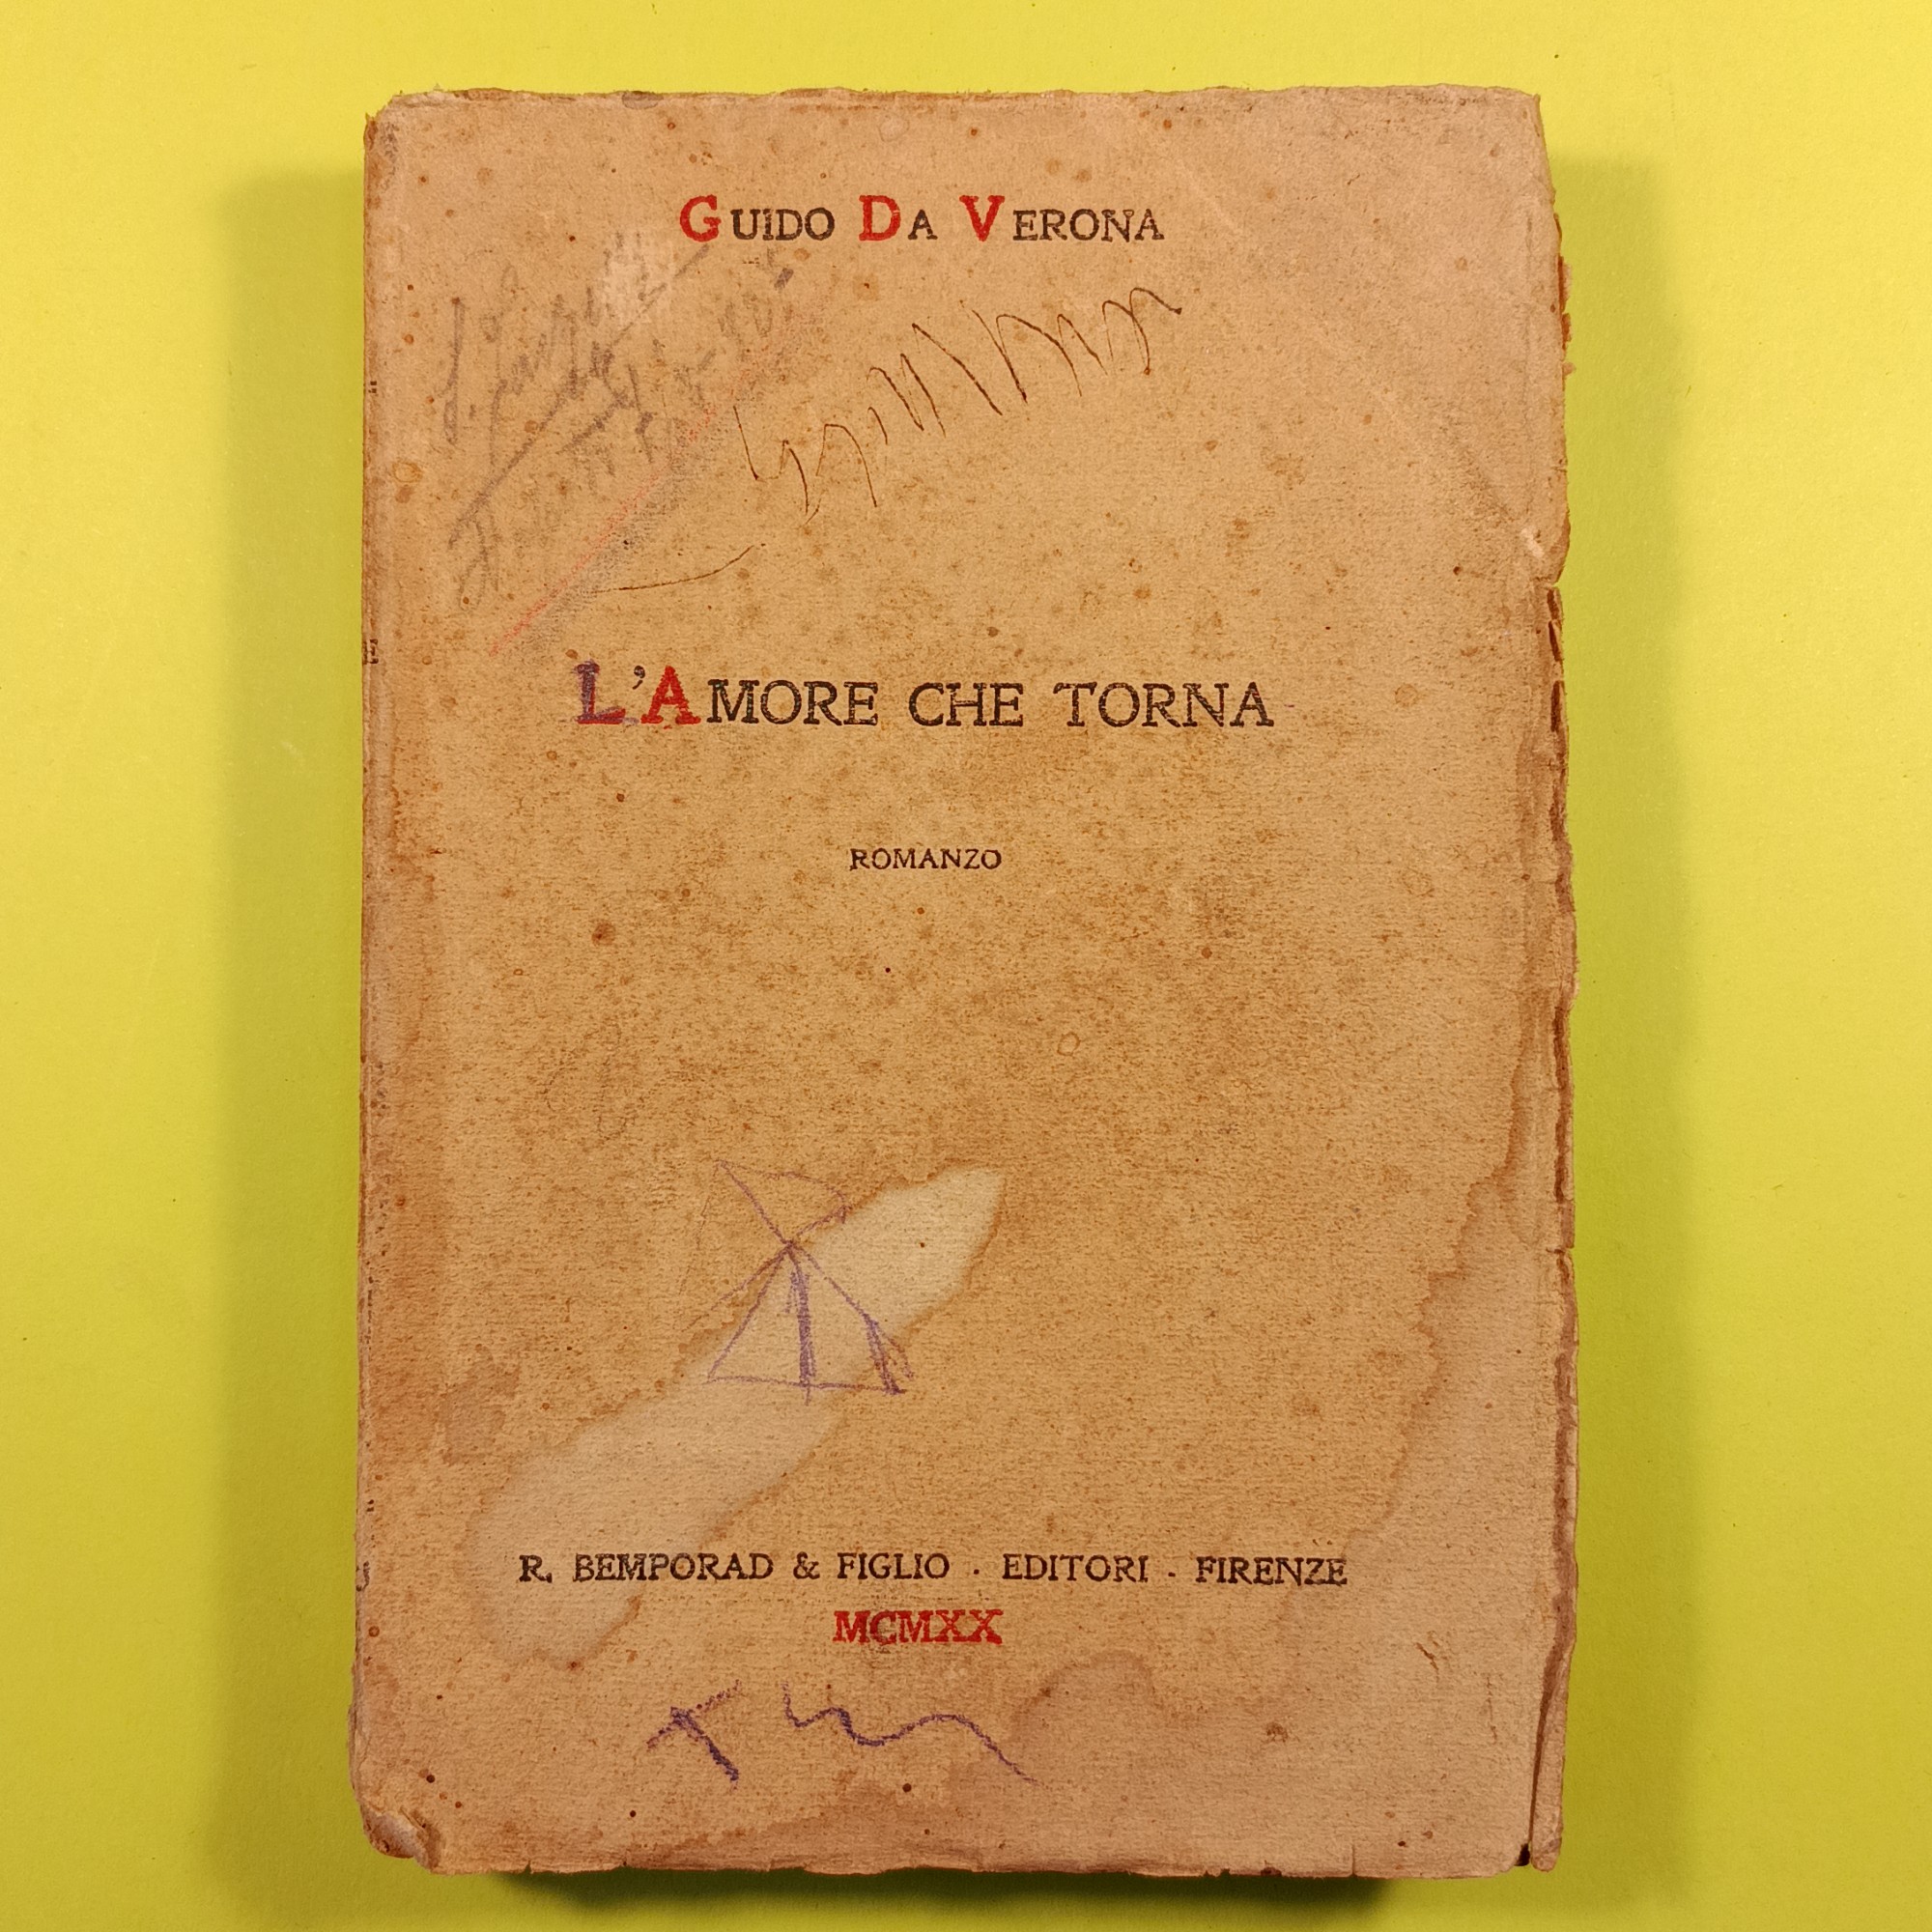 GUIDO DA VERONA
L'AMORE CHE TORNA
ROMANZO
R. BEMPORAD & FIGLIO . EDITORI - FIRENZE
MCMXX